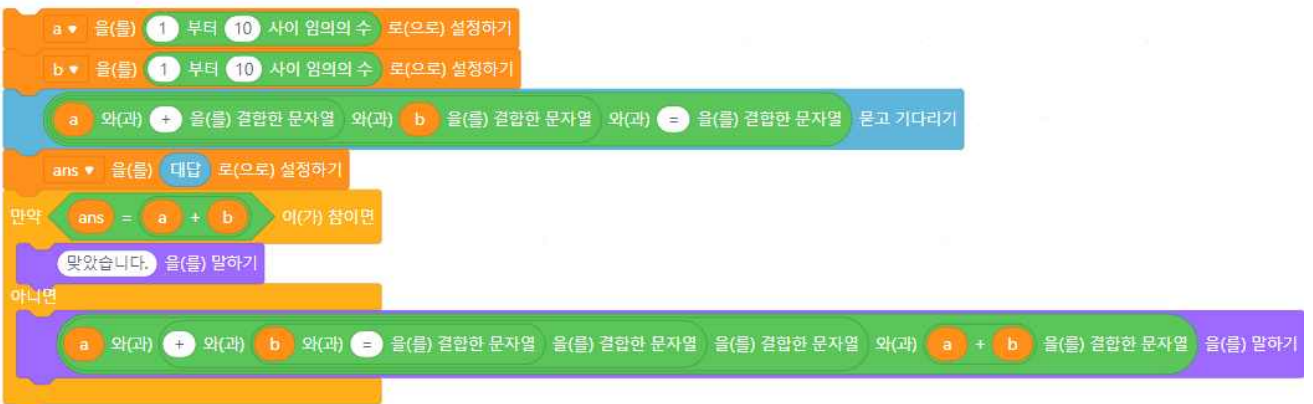 a ▼ 을(를) 1 부터 10 사이 임의의 수 로(으로) 설정하기
b ▼ 을(를) 1 부터 10 사이 임의의 수 로(으로) 설정하기
a 와(과) + 을(를) 결합한 문자열 와(과) b 을(를) 결합한 문자열 와(과) = 을(를) 결합한 문자열 묻고 기다리기
ans ▼ 을(를) 대답 로(으로) 설정하기
만약 ans = a + b 이(가) 참이면
맞았습니다. 을(를) 말하기
아니면
a 와(과) + 와(과) b 와(과) = 을(를) 결합한 문자열 을(를) 결합한 문자열 을(를) 결합한 문자열 와(과) a + b 을(를) 결합한 문자열 을(를) 말하기